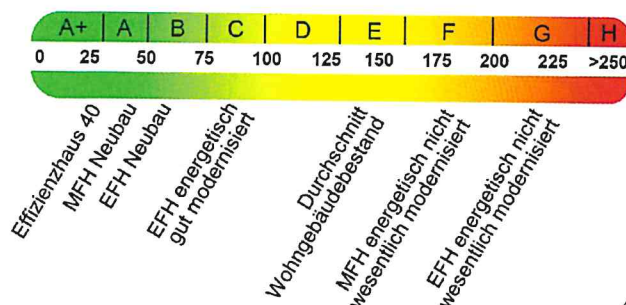 A+ A B C D E F G H
0 25 50 75 100 125 150 175 200 225 >250
Effizienzhaus 40
MFH Neubau
EFH Neubau
EFH energetisch
gut modernisiert
Durchschnitt
Wohngebäudebestand
MFH energetisch nicht
wesentlich modernisiert
EFH energetisch nicht
wesentlich modernisiert